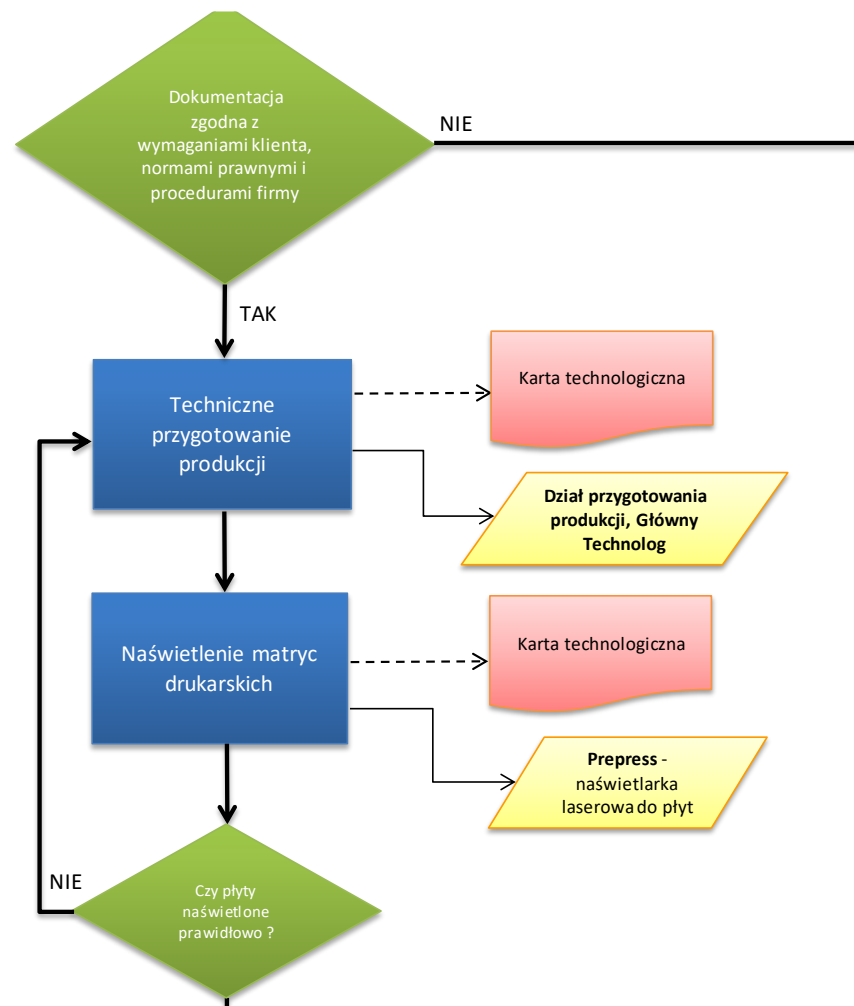 Dokumentacja
zgodna z
wymaganiami klienta,
normami prawnymi i
procedurami firmy
NIE
TAK
Techniczne
przygotowanie
produkcji
Karta technologiczna
Dział przygotowania
produkcji, Główny
Technolog
Naświetlenie matryc
drukarskich
Karta technologiczna
Prepress -
naświetlarka
laserowa do płyt
NIE
Czy płyty
naświetlone
prawidłowo ?